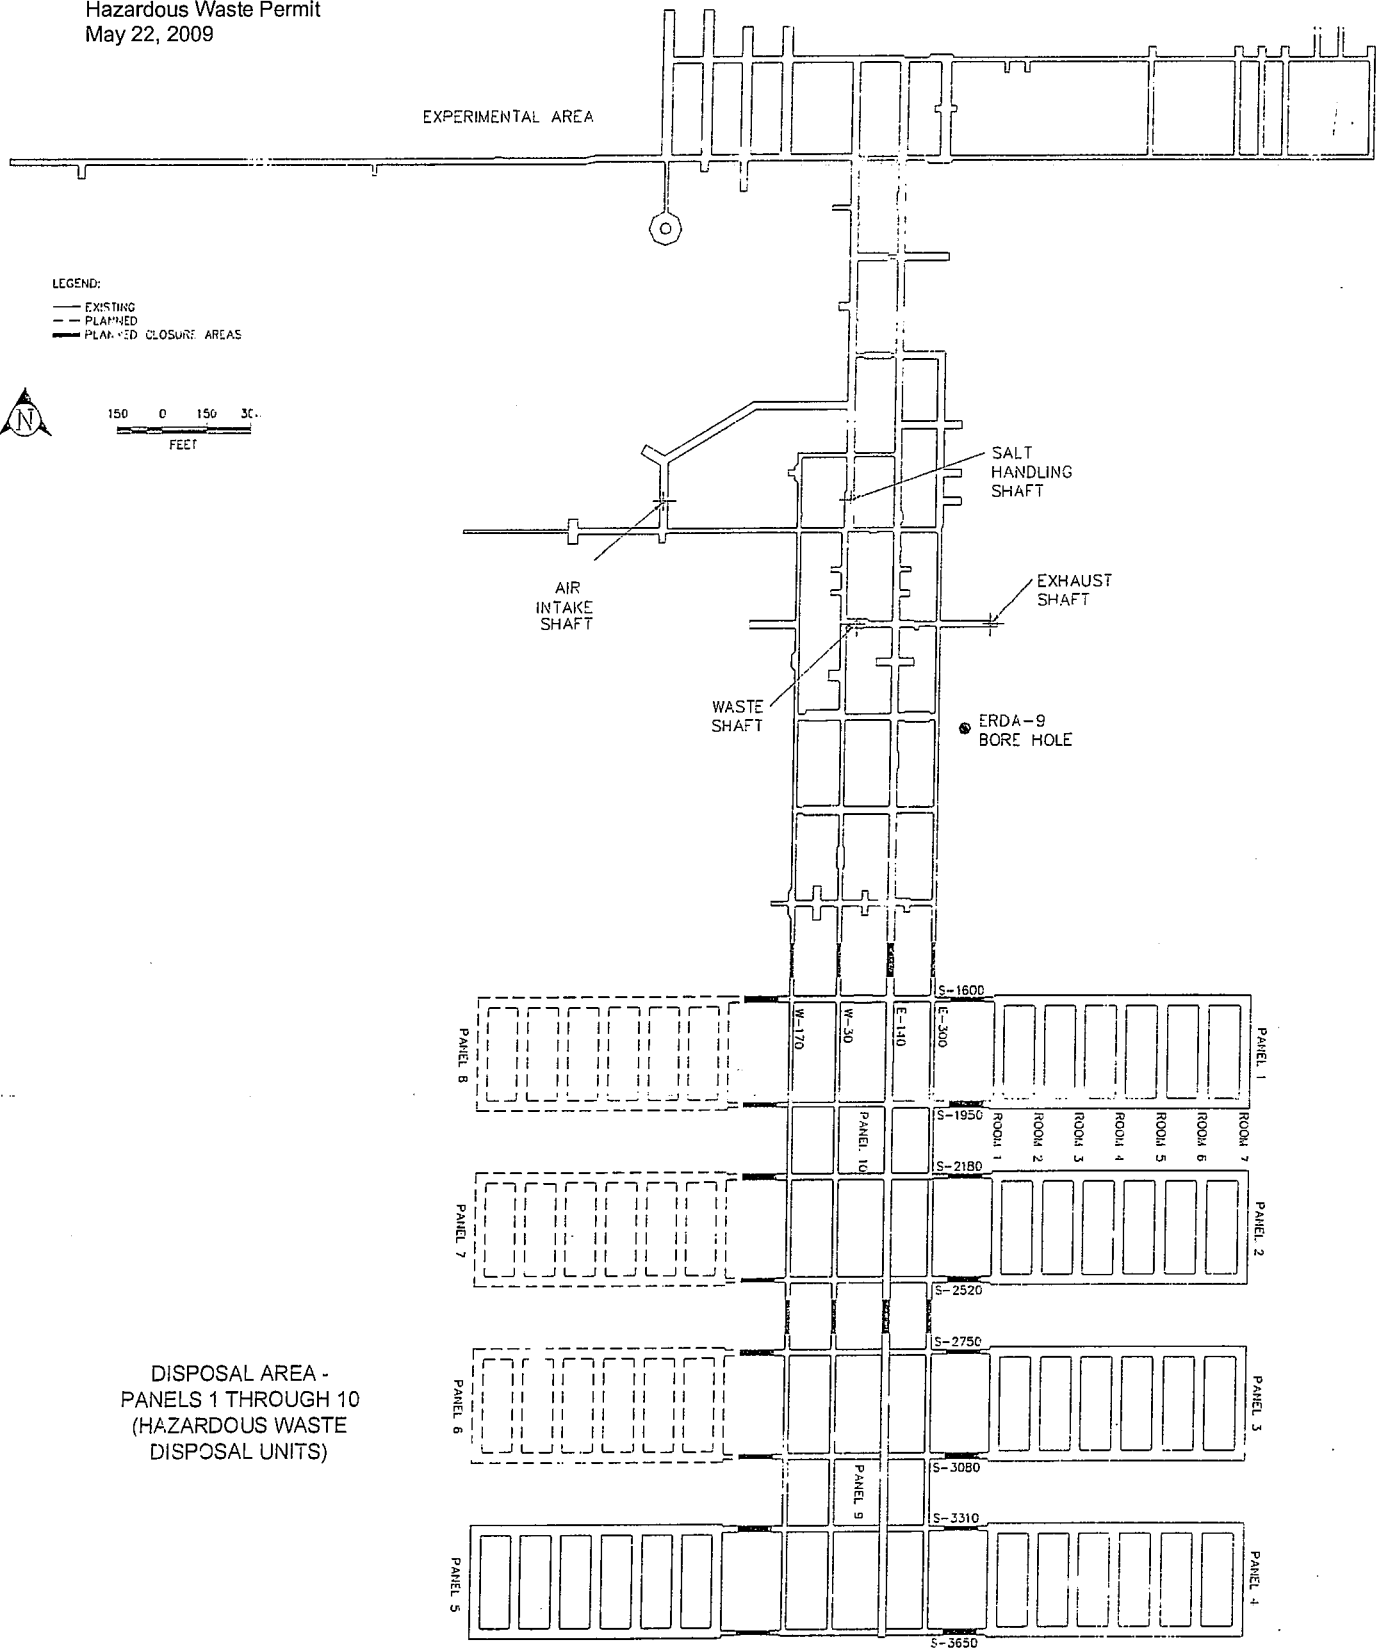 Hazardous Waste Permit
May 22, 2009
EXPERIMENTAL AREA
LEGEND:
EXISTING
PLANNED
CLOSURE AREAS
N
150 0 150
FEET
SALT
HANDLING
SHAFT
AIR
INTAKE
SHAFT
EXHAUST
SHAFT
WASTE
SHAFT
ERDA-9
BORE HOLE
S-1600
W-170
W-30
E-140
E-300
PANEL 8
PANEL 1
S-1950
PANEL 10
ROOM 1
ROOM 2
ROOM 3
ROOM 4
ROOM 5
ROOM 6
ROOM 7
S-2180
PANEL 7
PANEL 2
S-2520
S-2750
DISPOSAL AREA -
PANELS 1 THROUGH 10
(HAZARDOUS WASTE
DISPOSAL UNITS)
PANEL 6
PANEL 3
S-3080
PANEL 9
S-3310
PANEL 5
PANEL 4
S-3650